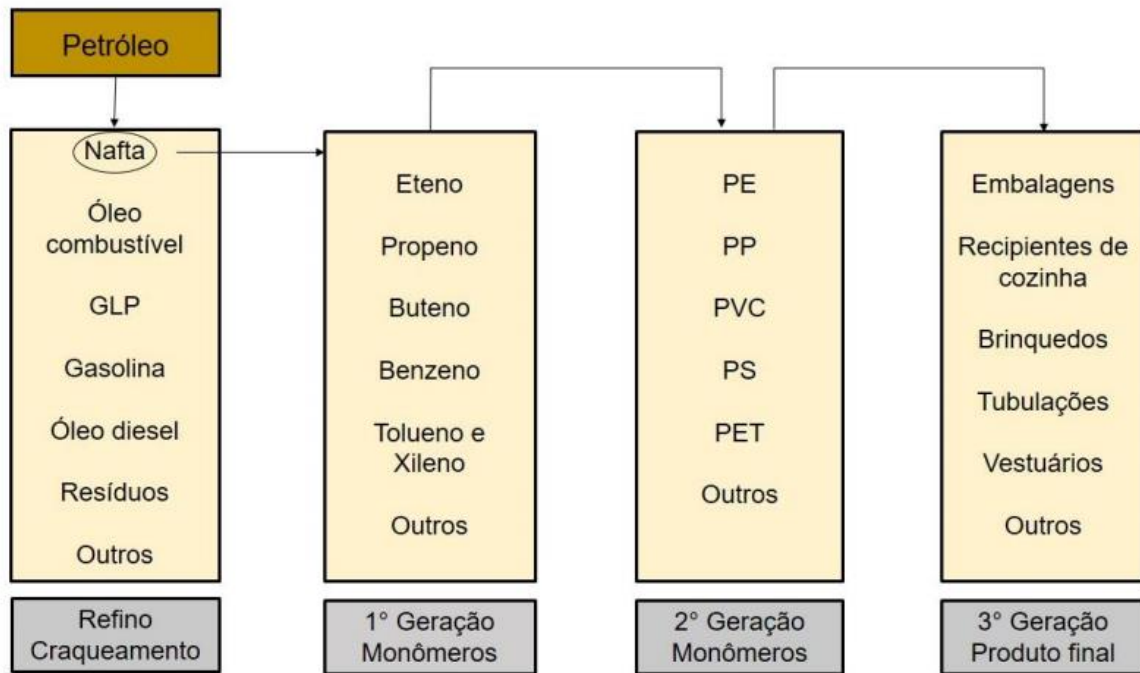 Petróleo
Nafta
Óleo
combustível
GLP
Gasolina
Óleo diesel
Resíduos
Outros
Refino
Craqueamento
Eteno
Propeno
Buteno
Benzeno
Tolueno e
Xileno
Outros
1° Geração
Monômeros
PE
PP
PVC
PS
PET
Outros
2° Geração
Monômeros
Embalagens
Recipientes de
cozinha
Brinquedos
Tubulações
Vestuários
Outros
3° Geração
Produto final